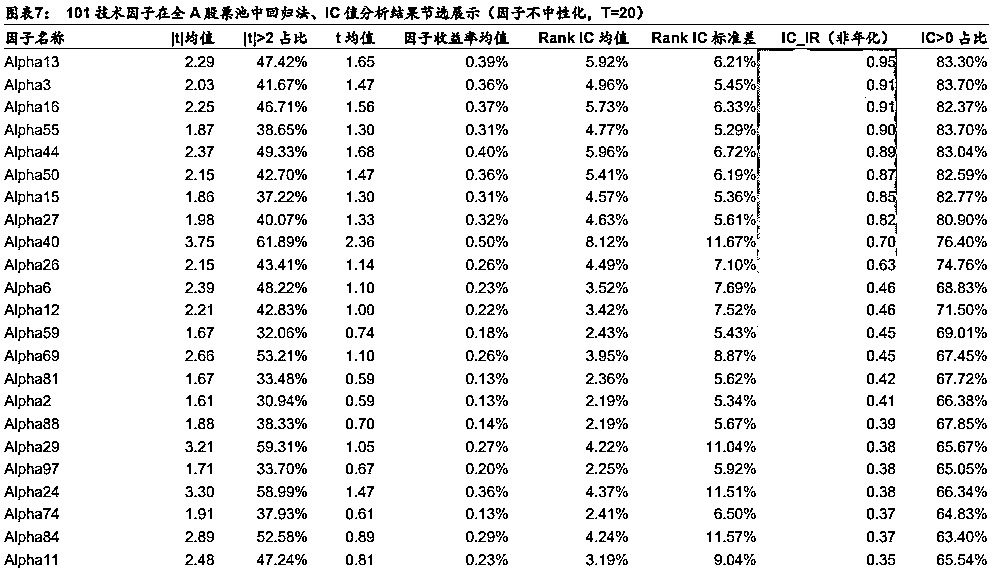 图表7： 101 技术因子在全 A 股票池中回归法、IC 值分析结果节选展示（因子不中性化，T=20）
因子名称 |t|均值 |t|>2 占比 t 均值 因子收益率均值 Rank IC 均值 Rank IC 标准差 IC_IR（非年化） IC>0 占比
Alpha13 2.29 47.42% 1.65 0.39% 5.92% 6.21% 0.95 83.30%
Alpha3 2.03 41.67% 1.47 0.36% 4.96% 5.45% 0.91 83.70%
Alpha16 2.25 46.71% 1.56 0.37% 5.73% 6.33% 0.91 82.37%
Alpha55 1.87 38.65% 1.30 0.31% 4.77% 5.29% 0.90 83.70%
Alpha44 2.37 49.33% 1.68 0.40% 5.96% 6.72% 0.89 83.04%
Alpha50 2.15 42.70% 1.47 0.36% 5.41% 6.19% 0.87 82.59%
Alpha15 1.86 37.22% 1.30 0.31% 4.57% 5.36% 0.85 82.77%
Alpha27 1.98 40.07% 1.33 0.32% 4.63% 5.61% 0.82 80.90%
Alpha40 3.75 61.89% 2.36 0.50% 8.12% 11.67% 0.70 76.40%
Alpha26 2.15 43.41% 1.14 0.26% 4.49% 7.10% 0.63 74.76%
Alpha6 2.39 48.22% 1.10 0.23% 3.52% 7.69% 0.46 68.83%
Alpha12 2.21 42.83% 1.00 0.22% 3.42% 7.52% 0.46 71.50%
Alpha59 1.67 32.06% 0.74 0.18% 2.43% 5.43% 0.45 69.01%
Alpha69 2.66 53.21% 1.10 0.26% 3.95% 8.87% 0.45 67.45%
Alpha81 1.67 33.48% 0.59 0.13% 2.36% 5.62% 0.42 67.72%
Alpha2 1.61 30.94% 0.59 0.13% 2.19% 5.34% 0.41 66.38%
Alpha88 1.88 38.33% 0.70 0.14% 2.19% 5.67% 0.39 67.85%
Alpha29 3.21 59.31% 1.05 0.27% 4.22% 11.04% 0.38 65.67%
Alpha97 1.71 33.70% 0.67 0.20% 2.25% 5.92% 0.38 65.05%
Alpha24 3.30 58.99% 1.47 0.36% 4.37% 11.51% 0.38 66.34%
Alpha74 1.91 37.93% 0.61 0.13% 2.41% 6.50% 0.37 64.83%
Alpha84 2.89 52.58% 0.89 0.29% 4.24% 11.57% 0.37 63.40%
Alpha11 2.48 47.24% 0.81 0.23% 3.19% 9.04% 0.35 65.54%